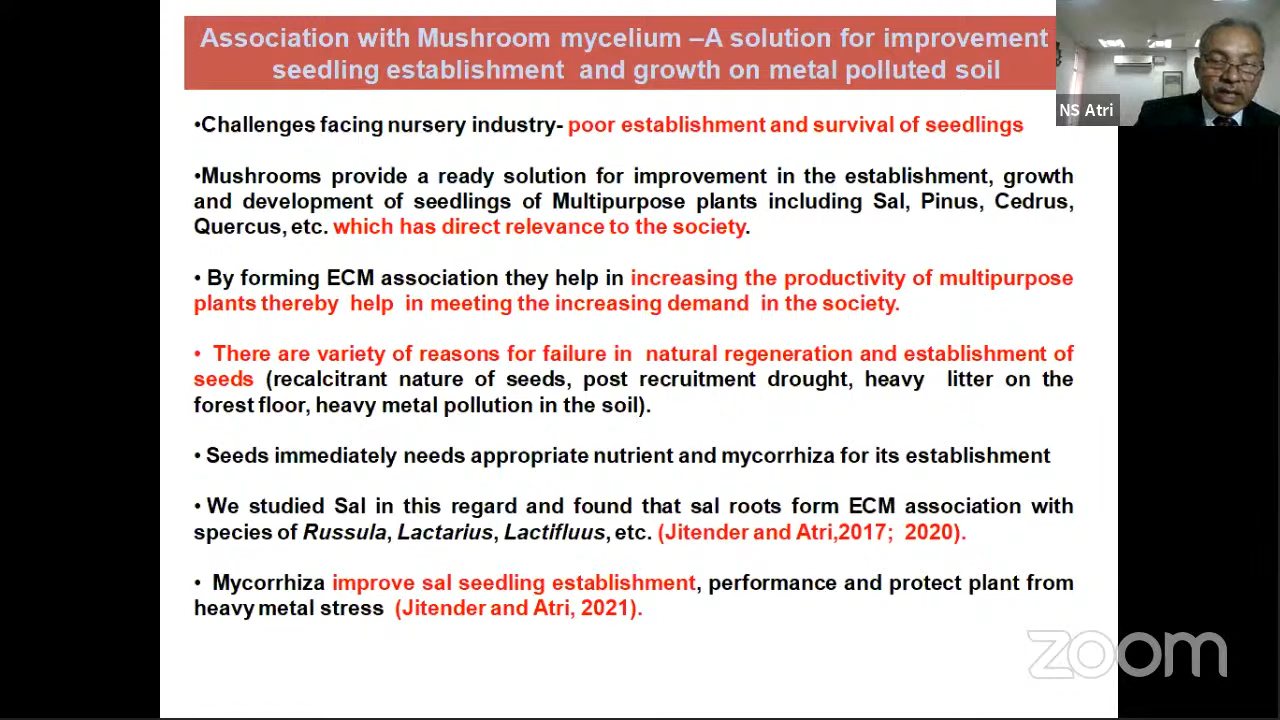 Association with Mushroom mycelium –A solution for improvement
seedling establishment and growth on metal polluted soil
NS Atri
•Challenges facing nursery industry- poor establishment and survival of seedlings
•Mushrooms provide a ready solution for improvement in the establishment, growth
and development of seedlings of Multipurpose plants including Sal, Pinus, Cedrus,
Quercus, etc. which has direct relevance to the society.
• By forming ECM association they help in increasing the productivity of multipurpose
plants thereby help in meeting the increasing demand in the society.
• There are variety of reasons for failure in natural regeneration and establishment of
seeds (recalcitrant nature of seeds, post recruitment drought, heavy litter on the
forest floor, heavy metal pollution in the soil).
• Seeds immediately needs appropriate nutrient and mycorrhiza for its establishment
• We studied Sal in this regard and found that sal roots form ECM association with
species of Russula, Lactarius, Lactifluus, etc. (Jitender and Atri,2017; 2020).
• Mycorrhiza improve sal seedling establishment, performance and protect plant from
heavy metal stress (Jitender and Atri, 2021).
zoom